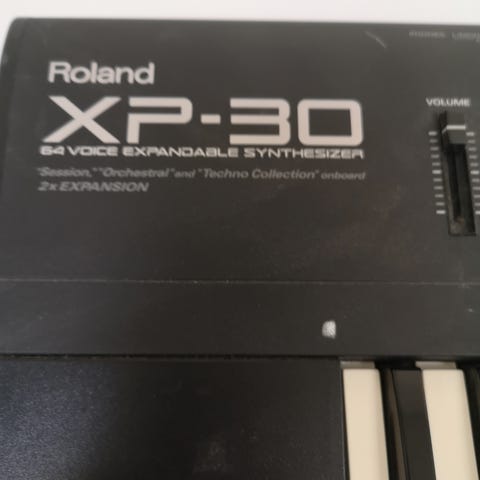 Roland
XP-30
64 VOICE EXPANDABLE SYNTHESIZER
"Session," "Orchestral" and "Techno Collection" onboard
2x EXPANSION
VOLUME